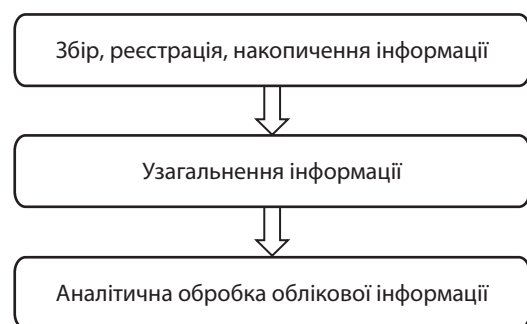 Збір, реєстрація, накопичення інформації
Узагальнення інформації
Аналітична обробка облікової інформації